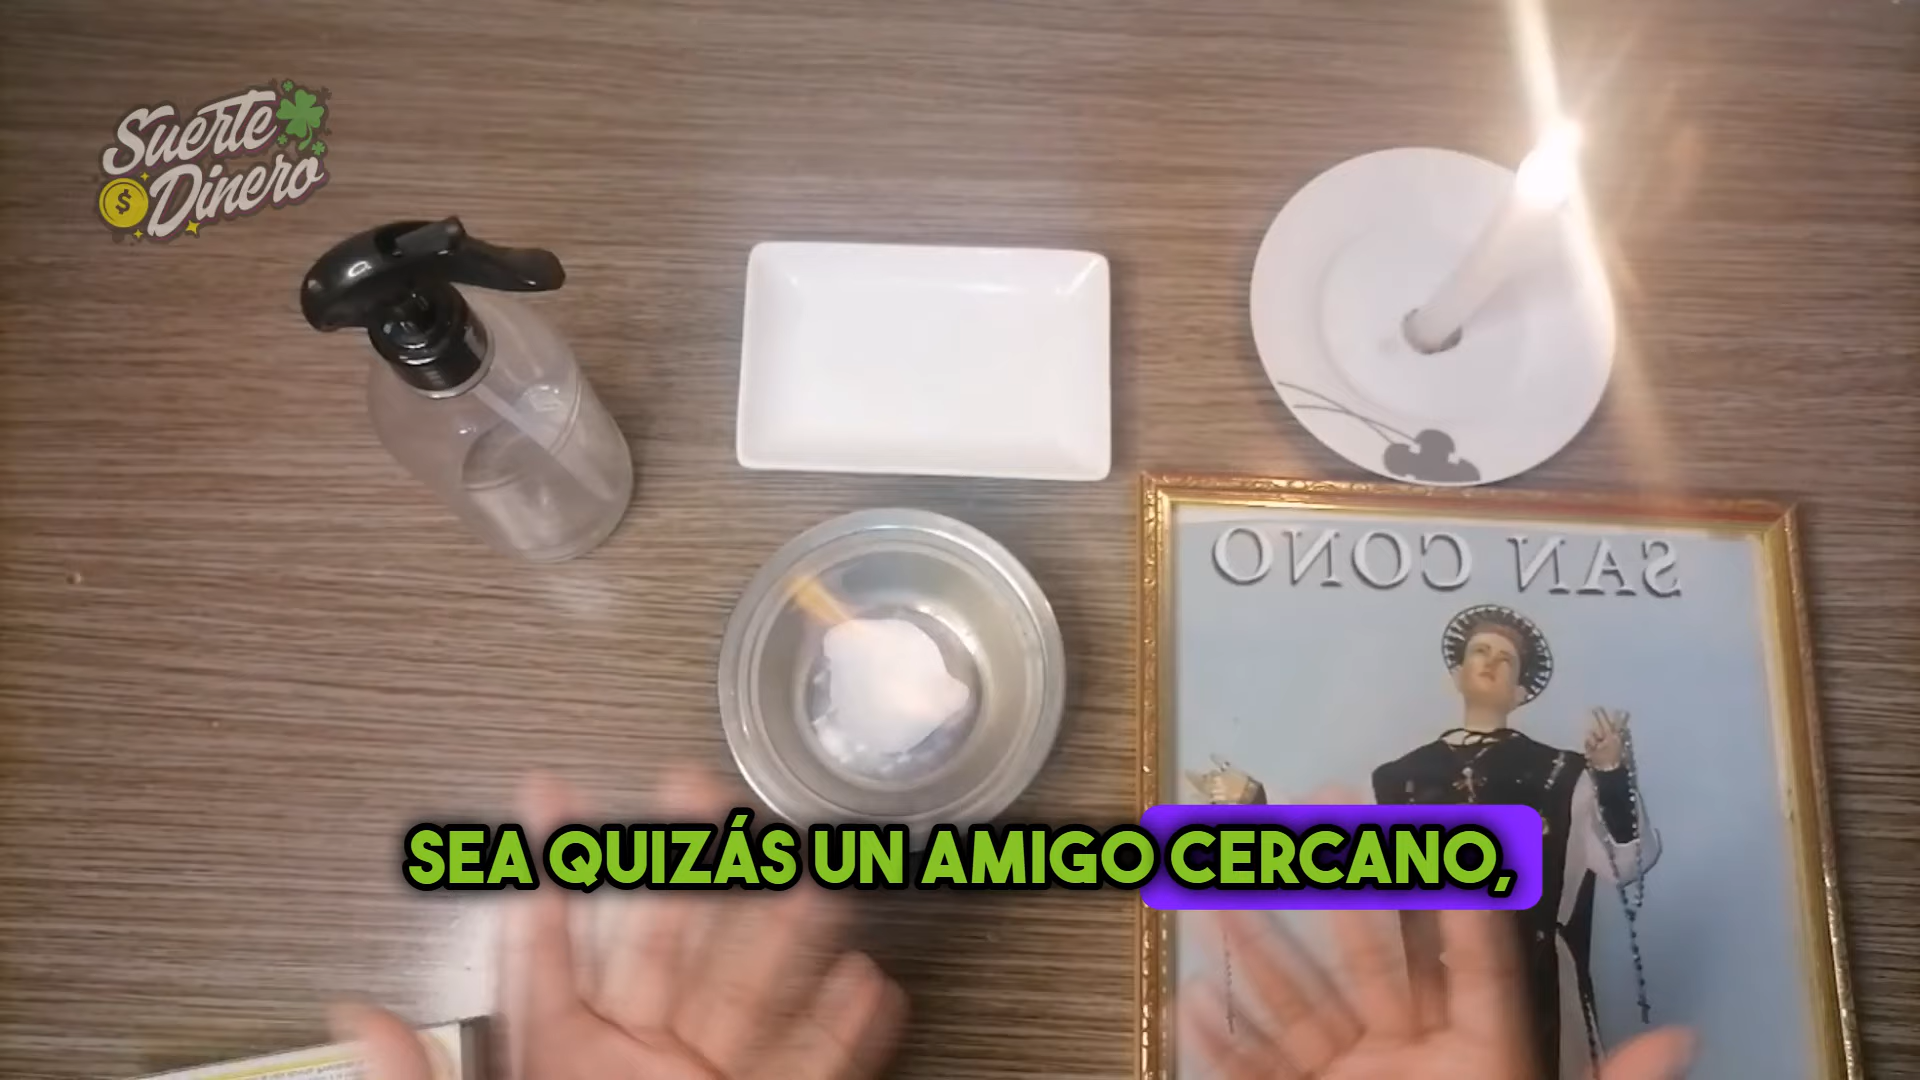 Suerte
Dinero
$
SAN CONO
SEA QUIZÁS UN AMIGO CERCANO,